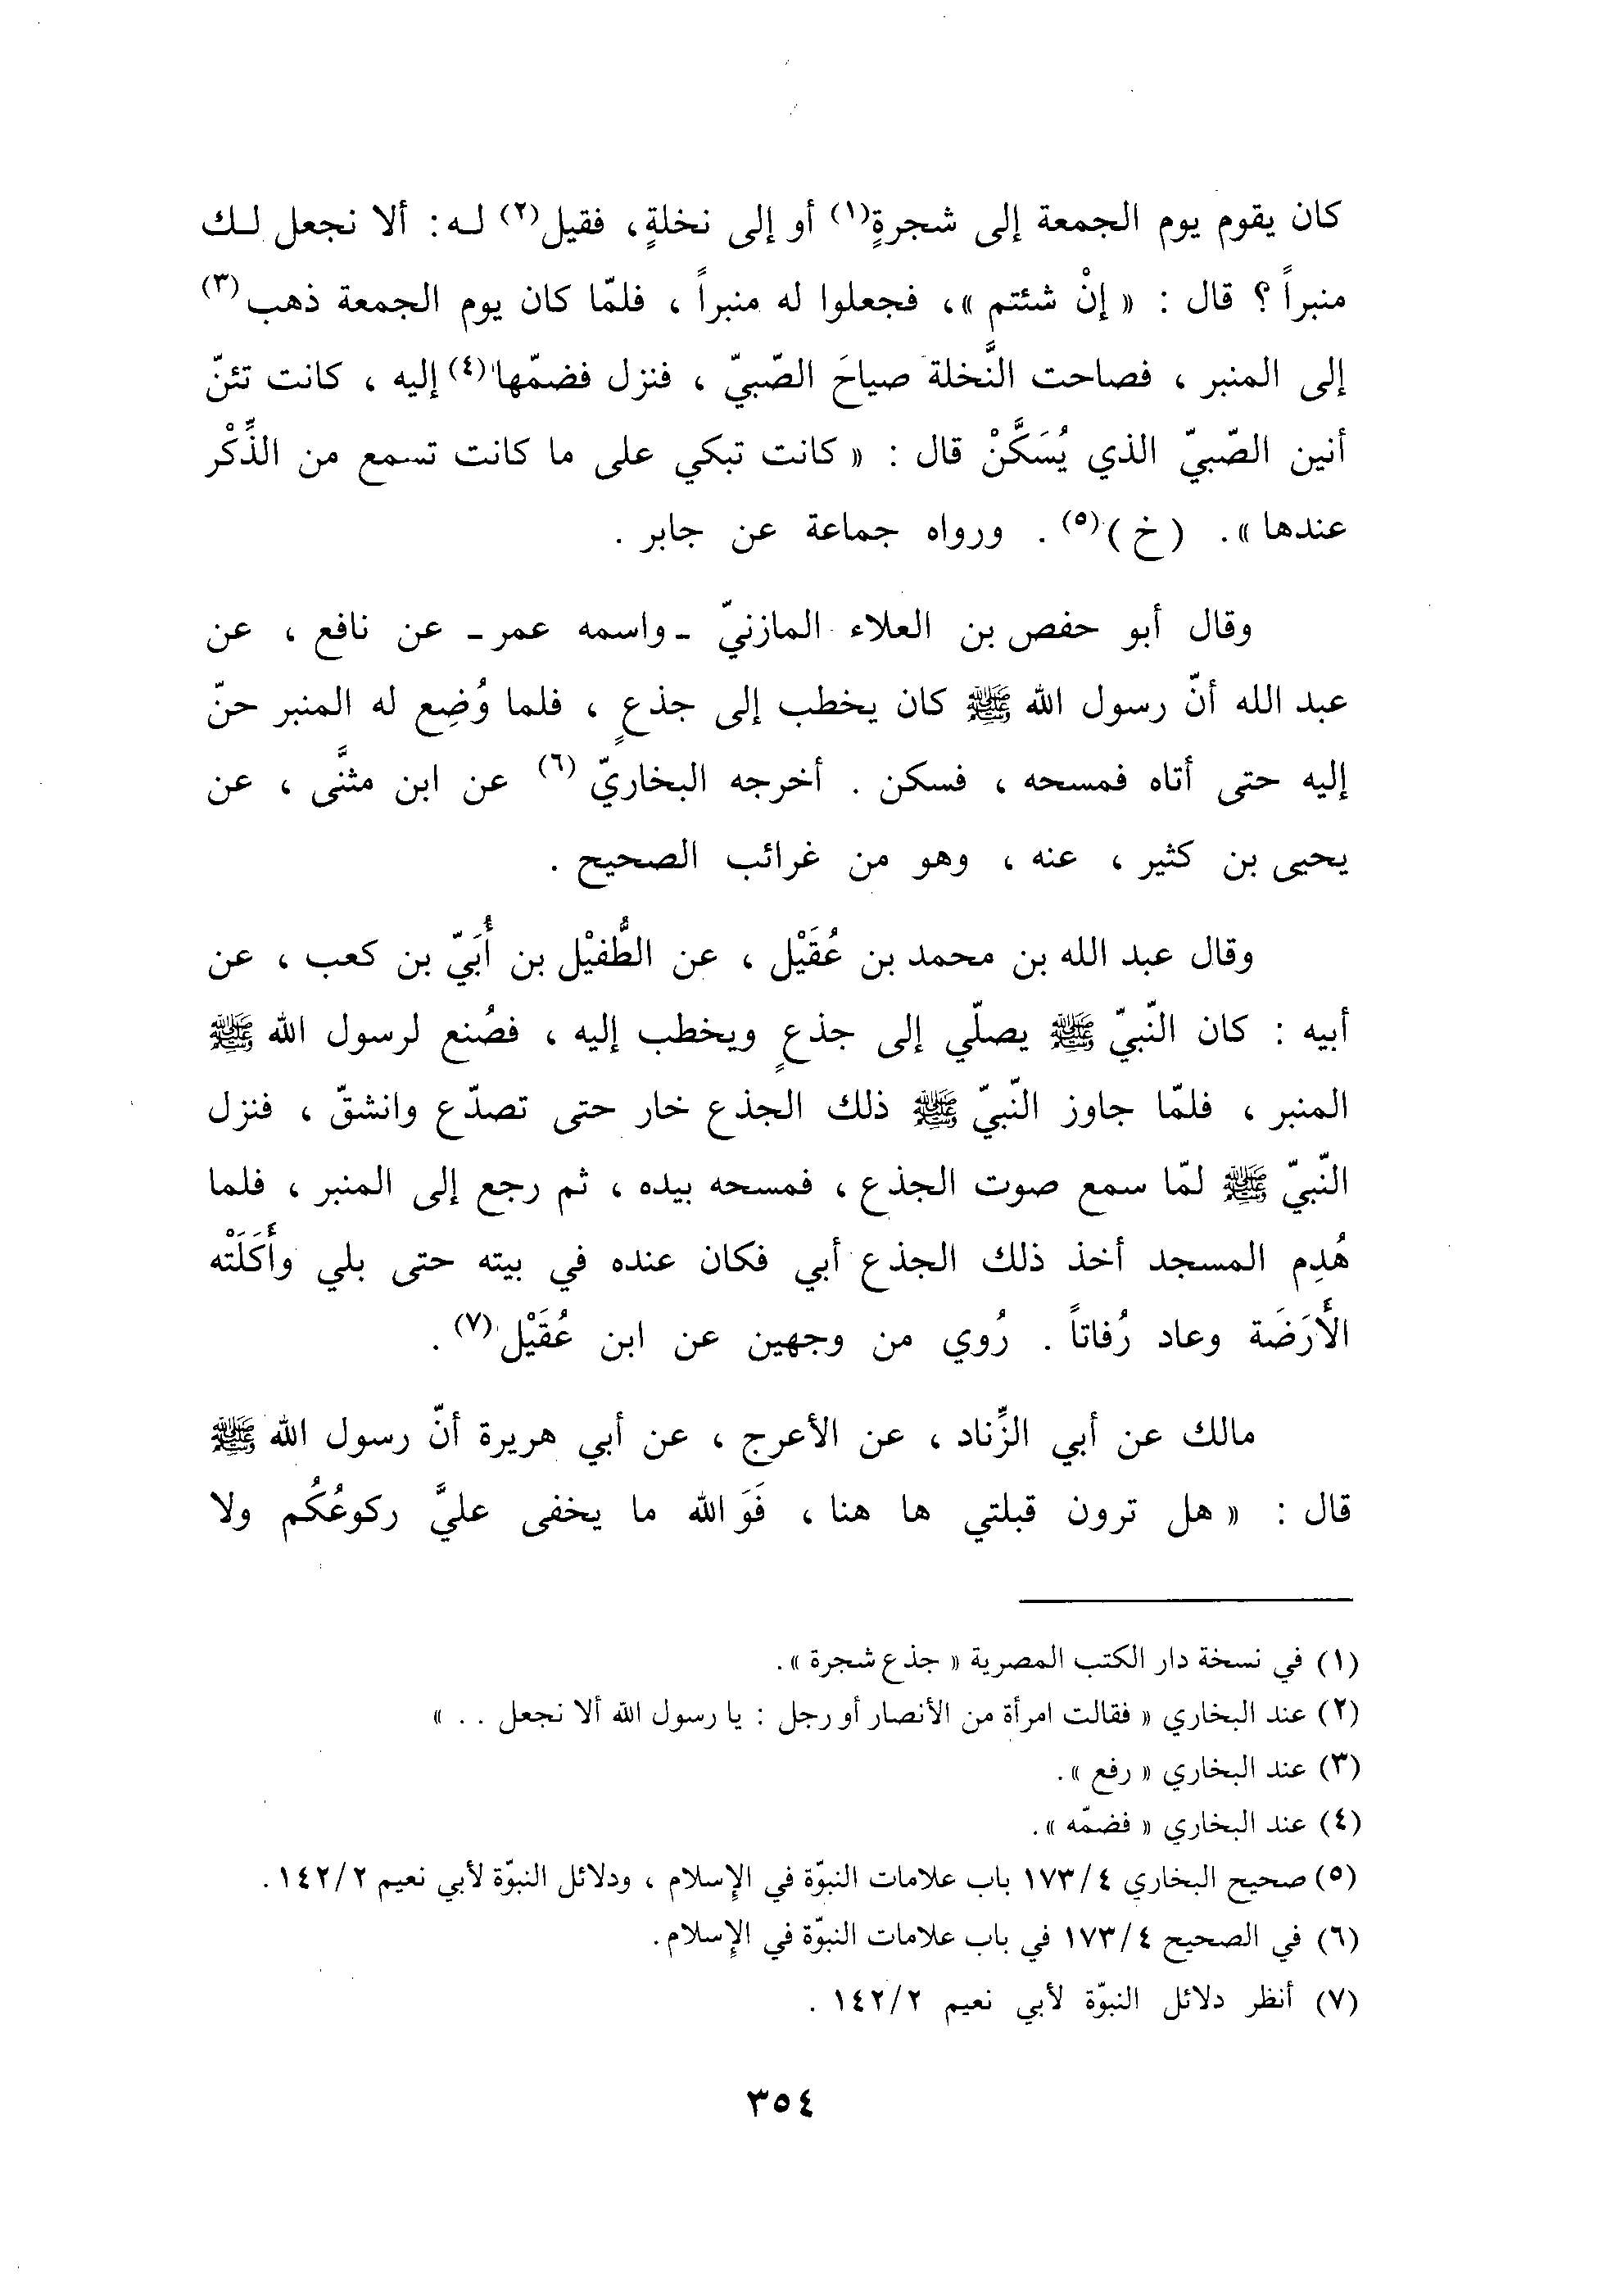 كان يقوم يوم الجمعة إلى شجرةٍ(١) أو إلى نخلةٍ، فقيل(٢) لـه: ألا نجعل لـك
منبراً ؟ قال : « إنْ شئتم »، فجعلوا له منبراً ، فلمّا كان يوم الجمعة ذهب(٣)
إلى المنبر ، فصاحت النَّخلة صياحَ الصّبيّ ، فنزل فضمّها(٤) إليه ، كانت تئنّ
أنين الصّبيّ الذي يُسَكَّنْ قال : « كانت تبكي على ما كانت تسمع من الذِّكْر
عندها ». (خ)(٥) . ورواه جماعة عن جابر .
وقال أبو حفص بن العلاء المازنيّ - واسمه عمر - عن نافع ، عن
عبد الله أنّ رسول الله ﷺ كان يخطب إلى جذعٍ ، فلما وُضِع له المنبر حنّ
إليه حتى أتاه فمسحه ، فسكن . أخرجه البخاريّ (٦) عن ابن مثنَّى ، عن
يحيى بن كثير ، عنه ، وهو من غرائب الصحيح .
وقال عبد الله بن محمد بن عُقَيْل ، عن الطُّفيْل بن أُبَيّ بن كعب ، عن
أبيه : كان النّبيّ ﷺ يصلّي إلى جذعٍ ويخطب إليه ، فصُنع لرسول الله ﷺ
المنبر ، فلمّا جاوز النّبيّ ﷺ ذلك الجذع خار حتى تصدّع وانشقّ ، فنزل
النّبيّ ﷺ لمّا سمع صوت الجذع ، فمسحه بيده ، ثم رجع إلى المنبر ، فلما
هُدِم المسجد أخذ ذلك الجذع أبي فكان عنده في بيته حتى بلي وأَكَلَتْه
الأَرَضَة وعاد رُفاتاً . رُوي من وجهين عن ابن عُقَيْل(٧) .
مالك عن أبي الزِّناد ، عن الأعرج ، عن أبي هريرة أنّ رسول الله ﷺ
قال : « هل ترون قبلتي ها هنا ، فَوَ الله ما يخفى عليَّ ركوعُكُم ولا
(١) في نسخة دار الكتب المصرية « جذع شجرة ».
(٢) عند البخاري « فقالت امرأة من الأنصار أو رجل : يا رسول الله ألا نجعل . . »
(٣) عند البخاري « رفع ».
(٤) عند البخاري « فضمّه ».
(٥) صحيح البخاري ٤/ ١٧٣ باب علامات النبوّة في الإسلام ، ودلائل النبوّة لأبي نعيم ٢/ ١٤٢ .
(٦) في الصحيح ٤/ ١٧٣ في باب علامات النبوّة في الإسلام.
(٧) أنظر دلائل النبوّة لأبي نعيم ٢/ ١٤٢ .
٣٥٤